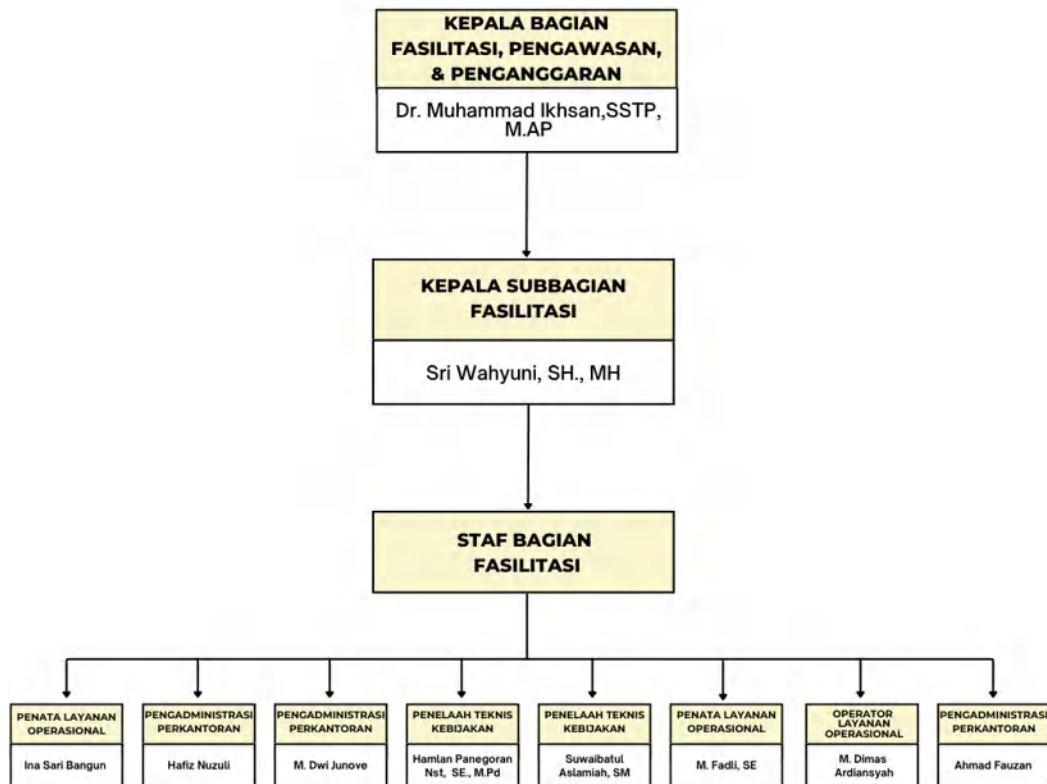 KEPALA BAGIAN
FASILITASI, PENGAWASAN,
& PENGANGGARAN
Dr. Muhammad Ikhsan,SSTP,
M.AP
KEPALA SUBBAGIAN
FASILITASI
Sri Wahyuni, SH., MH
STAF BAGIAN
FASILITASI
PENATA LAYANAN
OPERASIONAL
Ina Sari Bangun
PENGADMINISTRASI
PERKANTORAN
Hafiz Nuzuli
PENGADMINISTRASI
PERKANTORAN
M. Dwi Junove
PENELAAH TEKNIS
KEBIJAKAN
Hamlan Panegoran
Nst, SE., M.Pd
PENELAAH TEKNIS
KEBIJAKAN
Suwaibatul
Aslamiah, SM
PENATA LAYANAN
OPERASIONAL
M. Fadli, SE
OPERATOR
LAYANAN
OPERASIONAL
M. Dimas
Ardiansyah
PENGADMINISTRASI
PERKANTORAN
Ahmad Fauzan